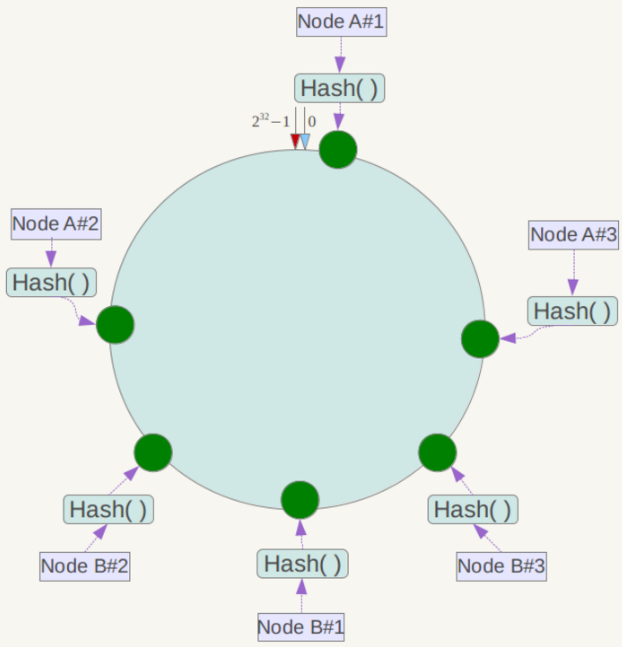 Node A#1
Hash( )
2³²−1
0
Node A#2
Hash( )
Node A#3
Hash( )
Hash( )
Node B#2
Hash( )
Node B#1
Hash( )
Node B#3